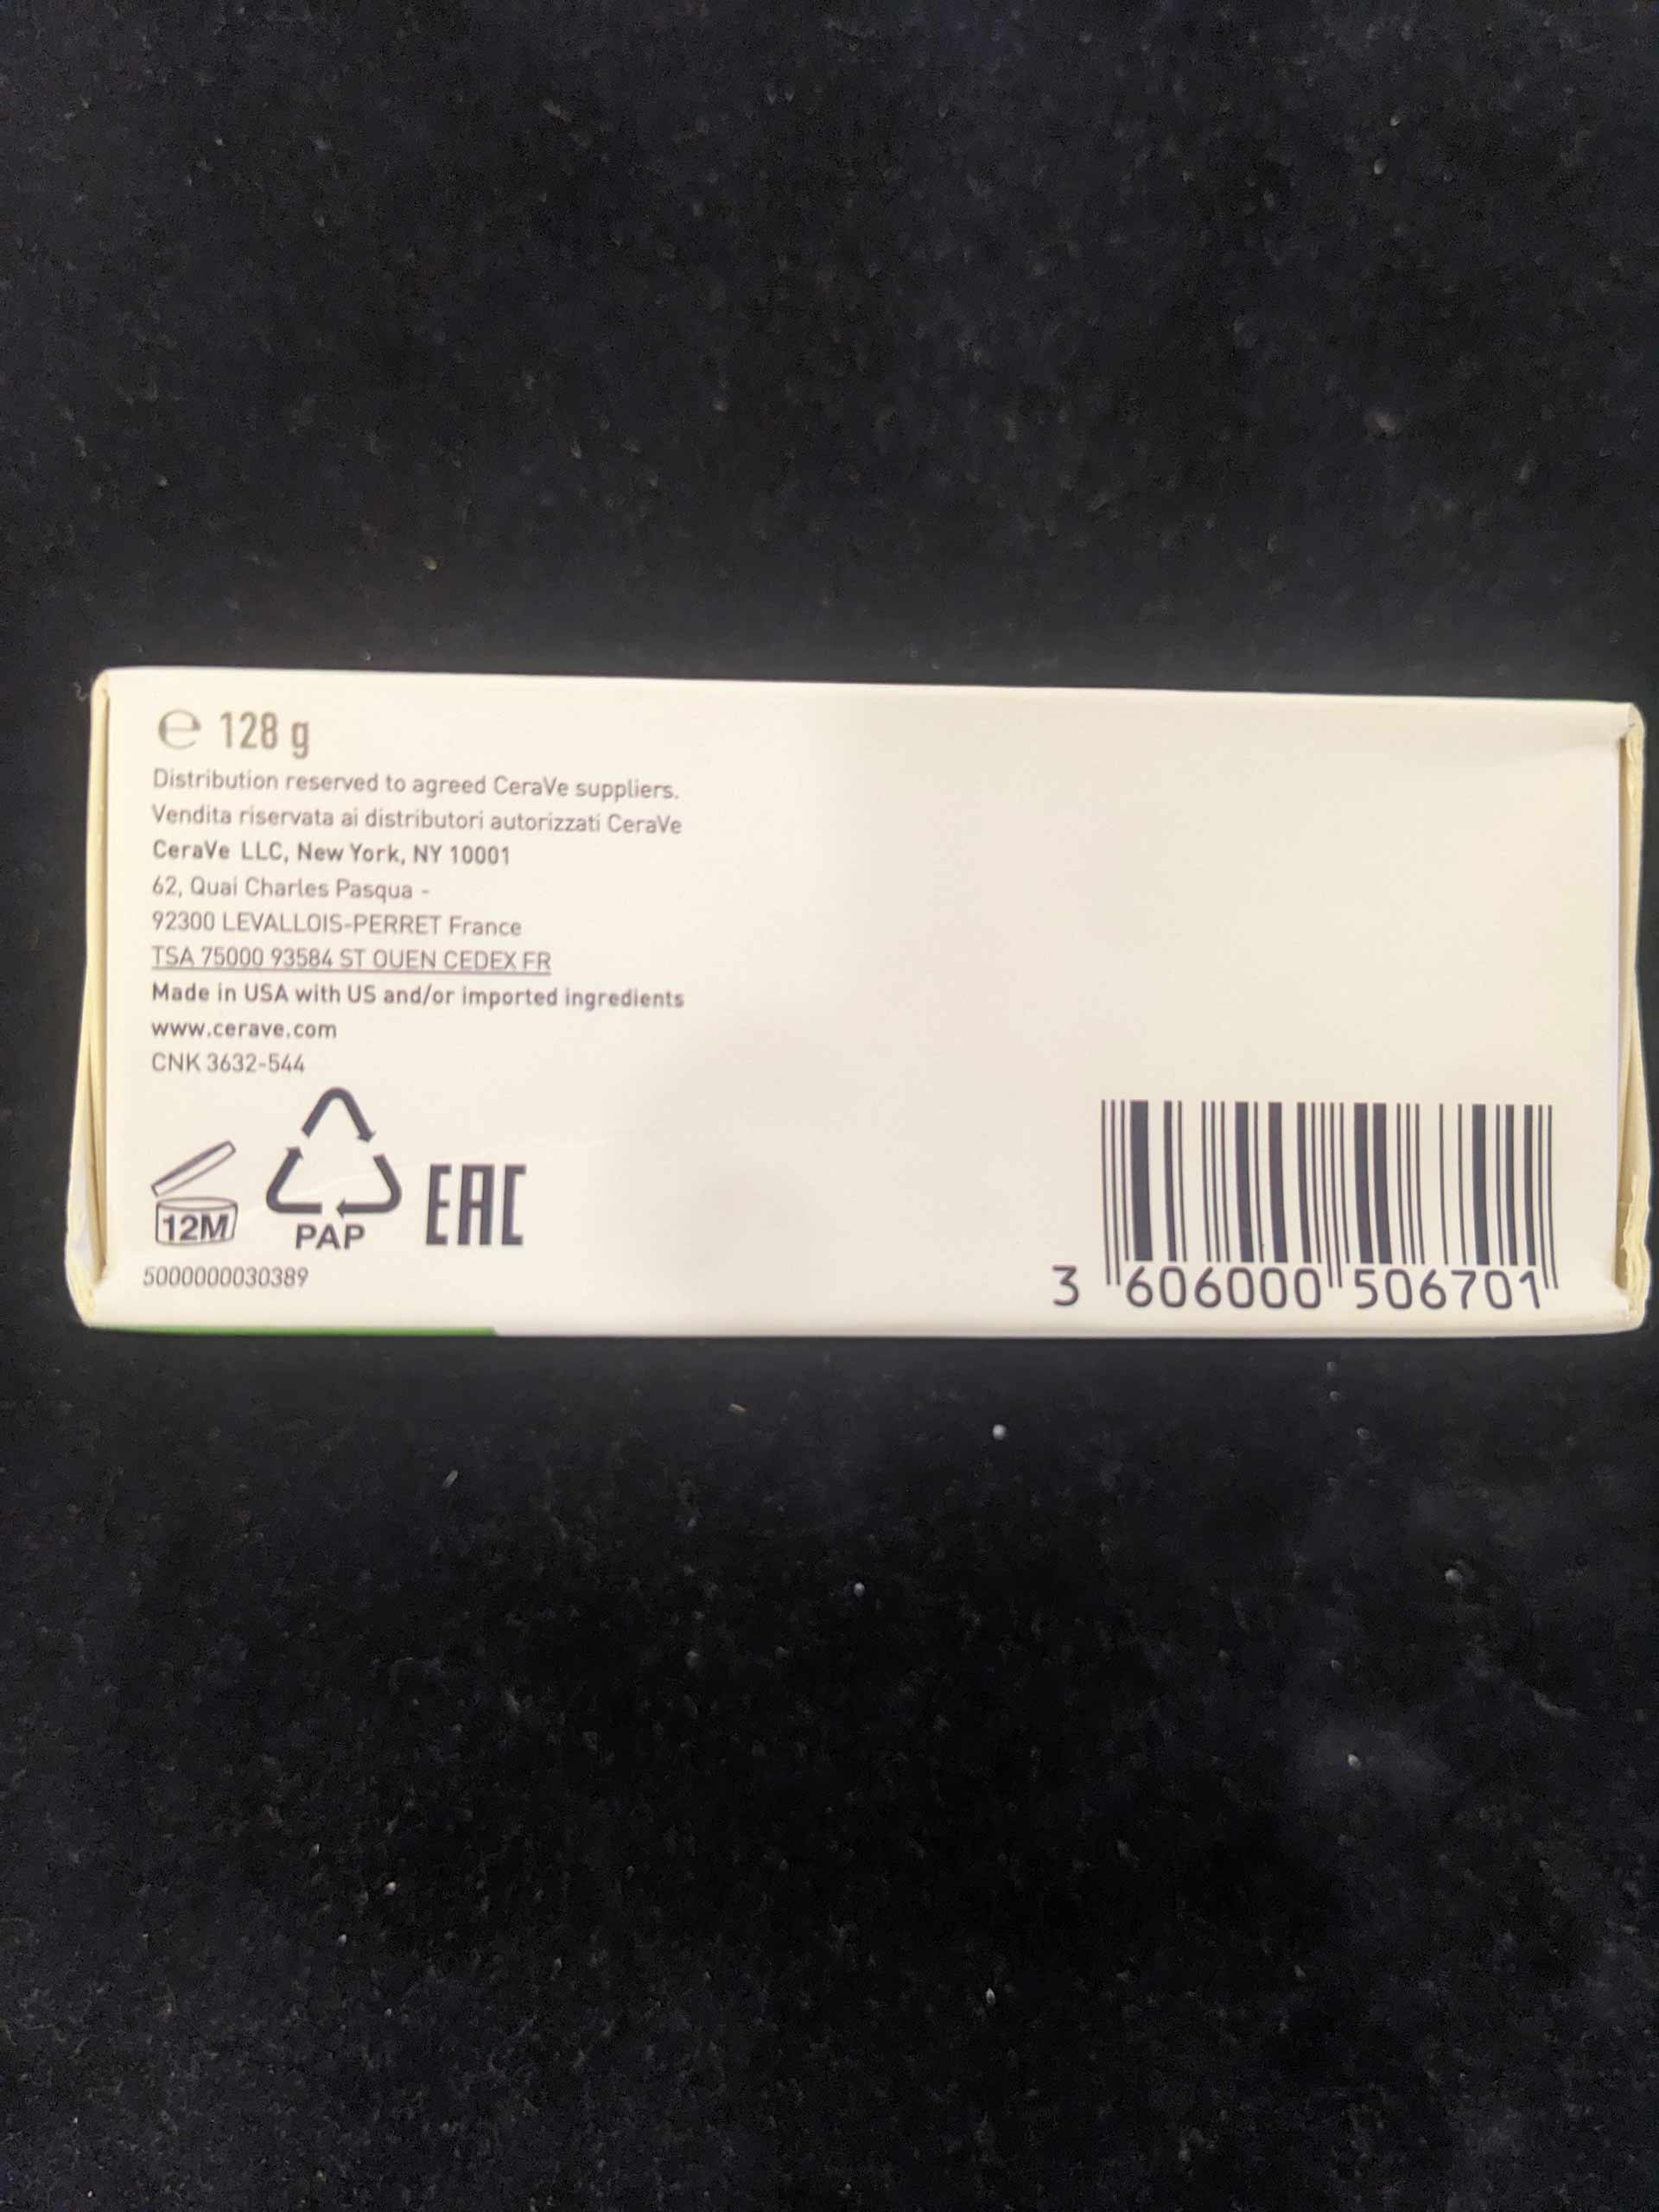 e 128 g
Distribution reserved to agreed CeraVe suppliers.
Vendita riservata ai distributori autorizzati CeraVe
CeraVe LLC, New York, NY 10001
62, Quai Charles Pasqua -
92300 LEVALLOIS-PERRET France
TSA 75000 93584 ST OUEN CEDEX FR
Made in USA with US and/or imported ingredients
www.cerave.com
CNK 3632-544
12M
PAP
EAC
5000000030389
3 606000 506701